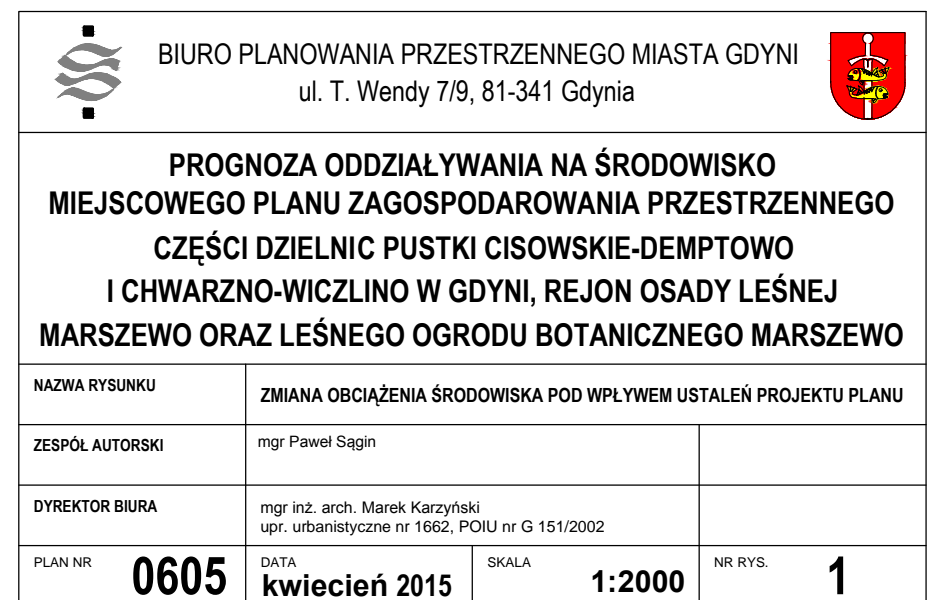 BIURO PLANOWANIA PRZESTRZENNEGO MIASTA GDYNI
ul. T. Wendy 7/9, 81-341 Gdynia
PROGNOZA ODDZIAŁYWANIA NA ŚRODOWISKO
MIEJSCOWEGO PLANU ZAGOSPODAROWANIA PRZESTRZENNEGO
CZĘŚCI DZIELNIC PUSTKI CISOWSKIE-DEMPTOWO
I CHWARZNO-WICZLINO W GDYNI, REJON OSADY LEŚNEJ
MARSZEWO ORAZ LEŚNEGO OGRODU BOTANICZNEGO MARSZEWO
NAZWA RYSUNKU
ZMIANA OBCIĄŻENIA ŚRODOWISKA POD WPŁYWEM USTALEŃ PROJEKTU PLANU
ZESPÓŁ AUTORSKI
mgr Paweł Sągin
DYREKTOR BIURA
mgr inż. arch. Marek Karzyński
upr. urbanistyczne nr 1662, POIU nr G 151/2002
PLAN NR 0605
DATA kwiecień 2015
SKALA 1:2000
NR RYS. 1